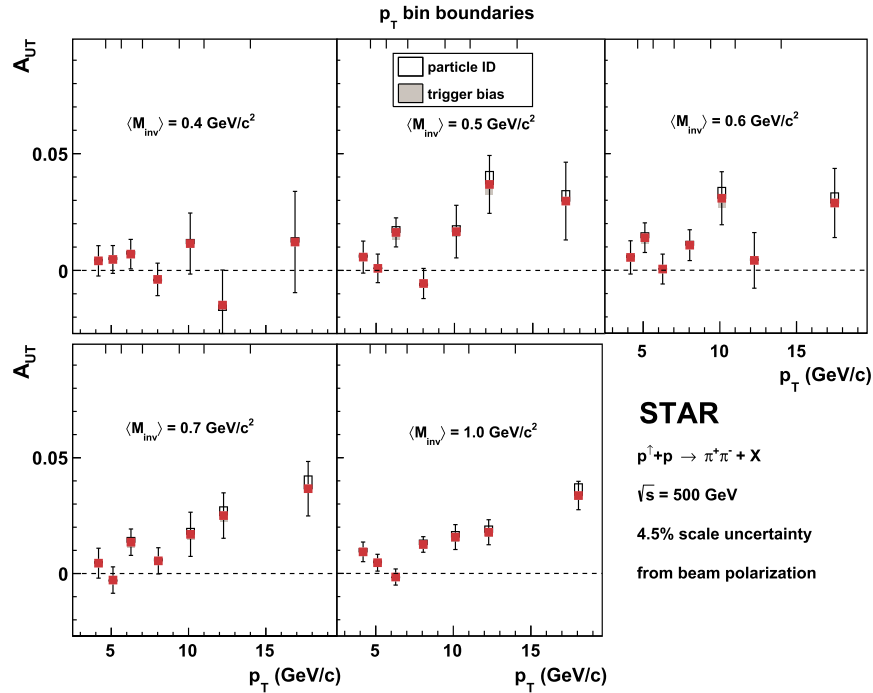 p_T bin boundaries
A_UT
particle ID
trigger bias
⟨M_inv⟩ = 0.4 GeV/c²
⟨M_inv⟩ = 0.5 GeV/c²
⟨M_inv⟩ = 0.6 GeV/c²
0.05
0
5 10 15
p_T (GeV/c)
A_UT
⟨M_inv⟩ = 0.7 GeV/c²
⟨M_inv⟩ = 1.0 GeV/c²
0.05
0
5 10 15
5 10 15
p_T (GeV/c)
p_T (GeV/c)
STAR
p↑+p → π⁺π⁻ + X
√s = 500 GeV
4.5% scale uncertainty
from beam polarization